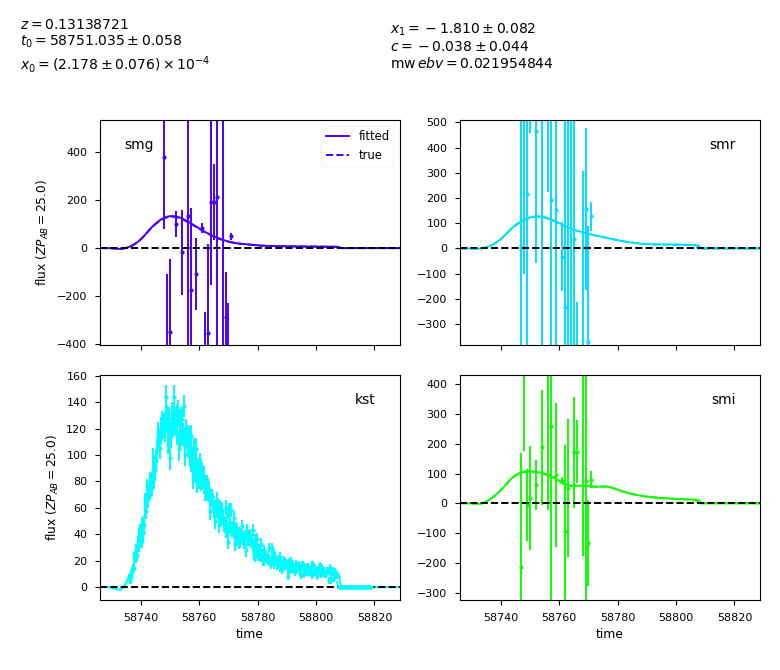 z = 0.13138721
t₀ = 58751.035 ± 0.058
x₀ = (2.178 ± 0.076) × 10⁻⁴
x₁ = −1.810 ± 0.082
c = −0.038 ± 0.044
mw ebv = 0.021954844
smg
fitted
true
400
200
0
−200
−400
flux (ZP_AB = 25.0)
smr
500
400
300
200
100
0
−100
−200
−300
kst
160
140
120
100
80
60
40
20
0
flux (ZP_AB = 25.0)
58740 58760 58780 58800 58820
time
smi
400
300
200
100
0
−100
−200
−300
58740 58760 58780 58800 58820
time